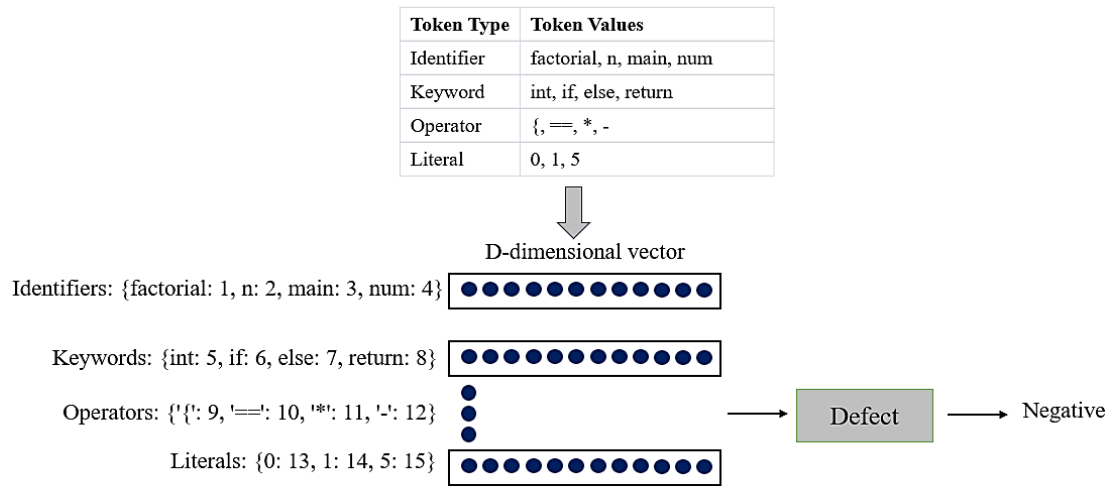 Token Type Token Values
Identifier factorial, n, main, num
Keyword int, if, else, return
Operator {, ==, *, -
Literal 0, 1, 5
D-dimensional vector
Identifiers: {factorial: 1, n: 2, main: 3, num: 4}
Keywords: {int: 5, if: 6, else: 7, return: 8}
Operators: {'{': 9, '==': 10, '*': 11, '-': 12}
Defect
Negative
Literals: {0: 13, 1: 14, 5: 15}